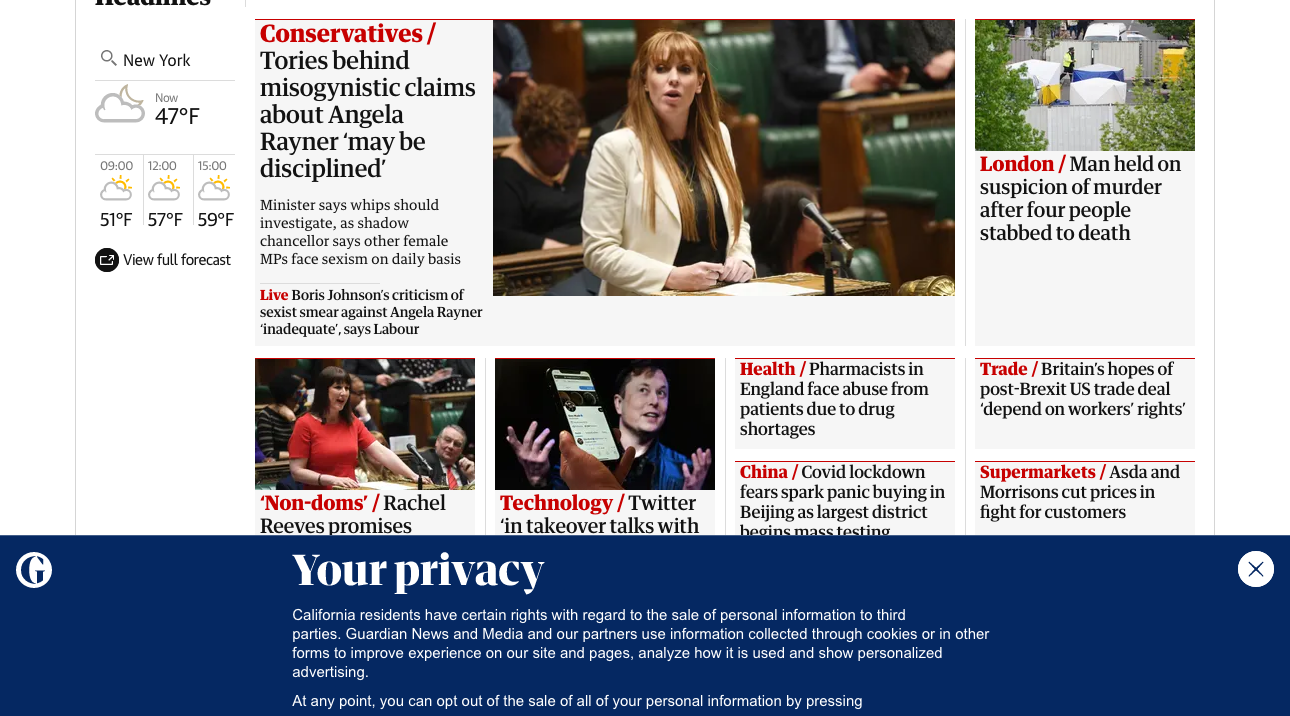 Headlines
New York
Now
47°F
09:00
12:00
15:00
51°F
57°F
59°F
View full forecast
Conservatives /
Tories behind
misogynistic claims
about Angela
Rayner ‘may be
disciplined’
Minister says whips should
investigate, as shadow
chancellor says other female
MPs face sexism on daily basis
Live Boris Johnson’s criticism of
sexist smear against Angela Rayner
‘inadequate’, says Labour
London / Man held on
suspicion of murder
after four people
stabbed to death
‘Non-doms’ / Rachel
Reeves promises
Technology / Twitter
‘in takeover talks with
Health / Pharmacists in
England face abuse from
patients due to drug
shortages
China / Covid lockdown
fears spark panic buying in
Beijing as largest district
begins mass testing
Trade / Britain’s hopes of
post-Brexit US trade deal
‘depend on workers’ rights’
Supermarkets / Asda and
Morrisons cut prices in
fight for customers
G
Your privacy
California residents have certain rights with regard to the sale of personal information to third
parties. Guardian News and Media and our partners use information collected through cookies or in other
forms to improve experience on our site and pages, analyze how it is used and show personalized
advertising.
At any point, you can opt out of the sale of all of your personal information by pressing